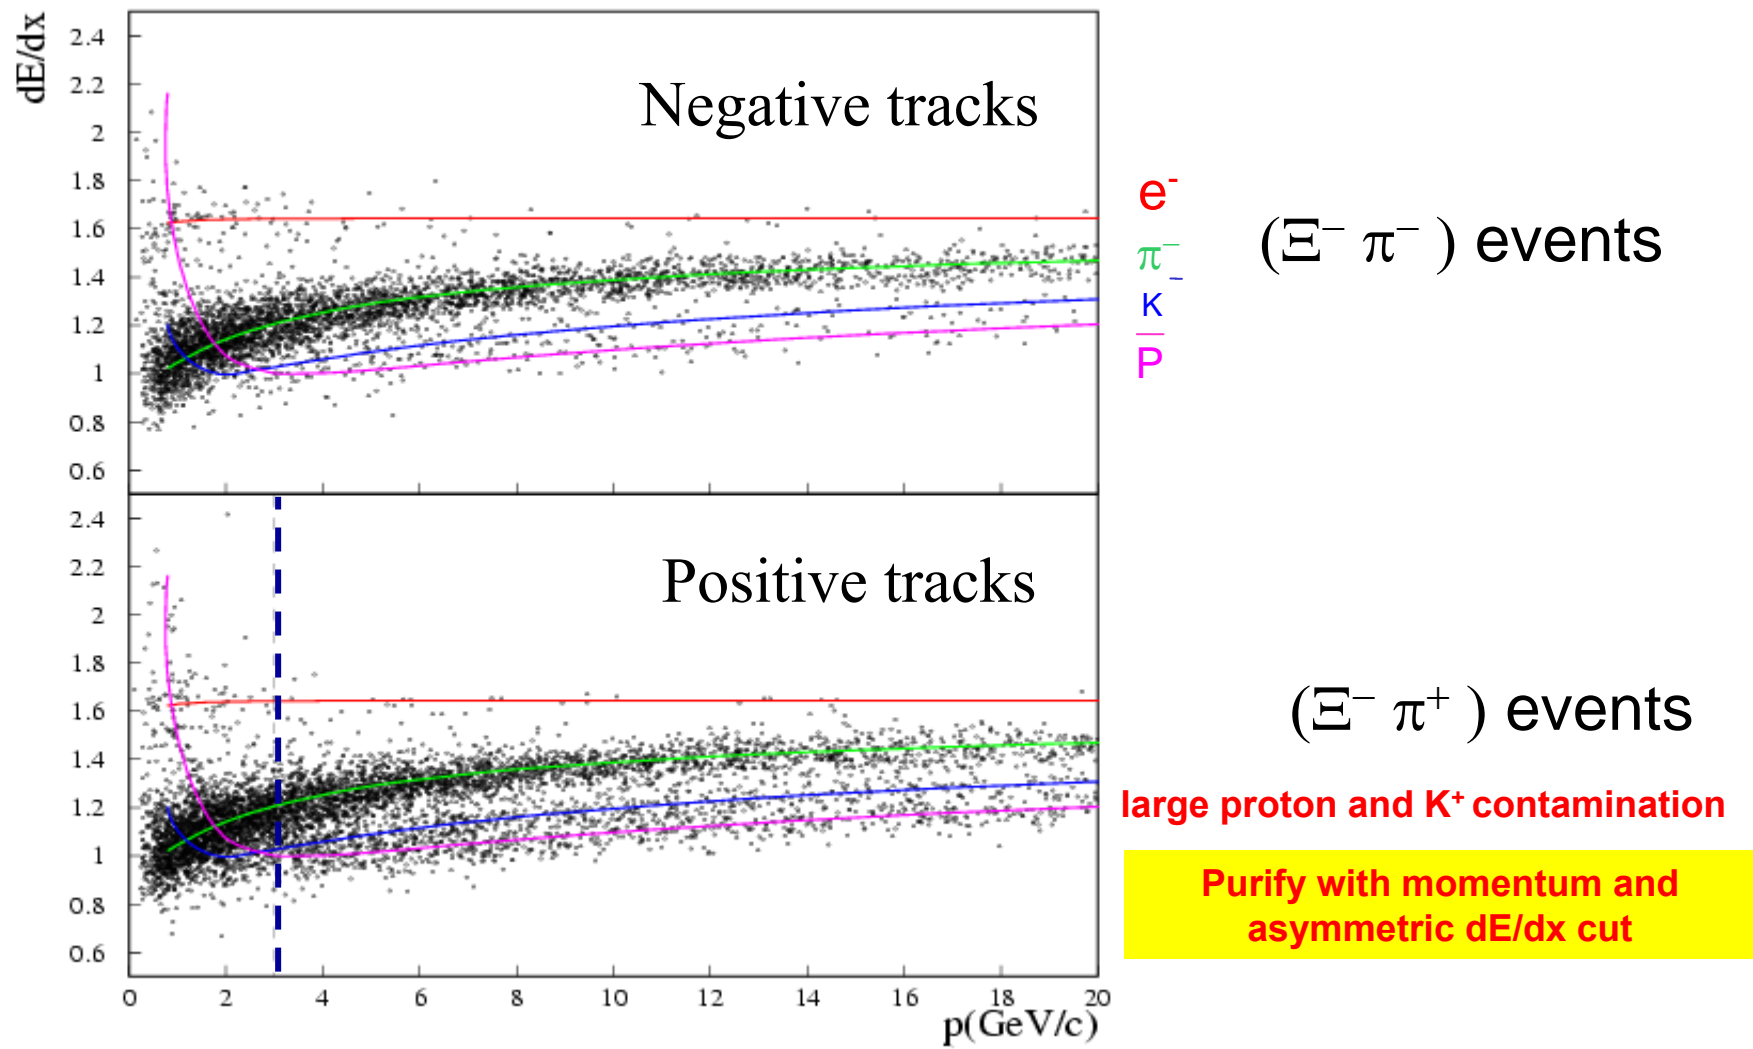 dE/dx
2.4
2.2
2
1.8
1.6
1.4
1.2
1
0.8
0.6
Negative tracks
e⁻
π⁻
K⁻
P̅
(Ξ⁻ π⁻ ) events
2.4
2.2
2
1.8
1.6
1.4
1.2
1
0.8
0.6
Positive tracks
(Ξ⁻ π⁺ ) events
large proton and K⁺ contamination
Purify with momentum and
asymmetric dE/dx cut
0 2 4 6 8 10 12 14 16 18 20
p(GeV/c)